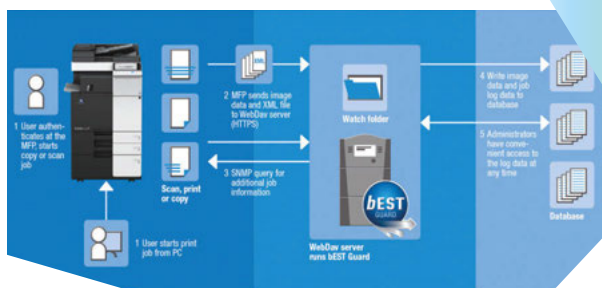 1 User authen-
ticates at the
MFP, starts
copy or scan
job
Scan, print
or copy
1 User starts print
job from PC
XML
2 MFP sends image
data and XML file
to WebDav server
(HTTPS)
3 SNMP query for
additional job
information
Watch folder
bEST
GUARD
WebDav server
runs bEST Guard
4 Write image
data and job
log data to
database
5 Administrators
have conve-
nient access to
the log data at
any time
Database